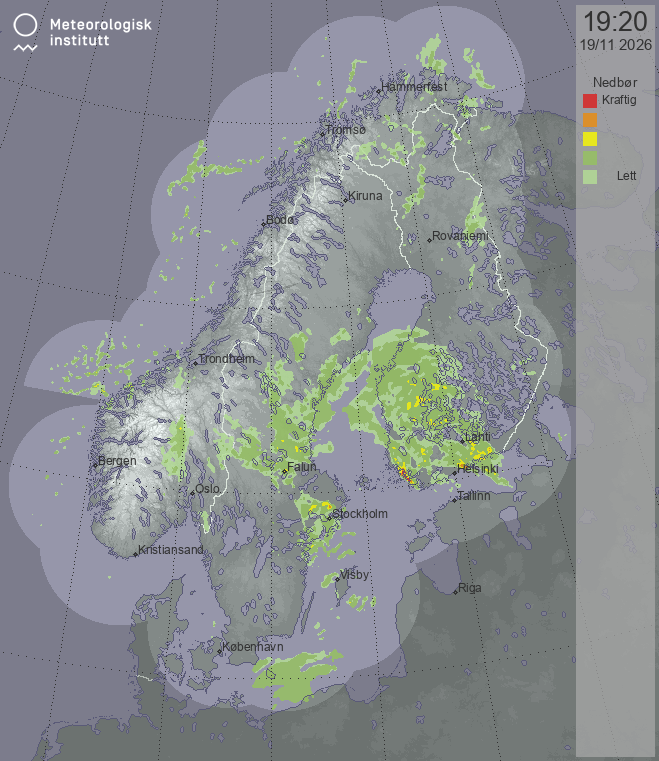 Meteorologisk
institutt
19:20
19/11 2026
Nedbør
Kraftig
Lett
Hammerfest
Tromsø
Kiruna
Bodø
Rovaniemi
Trondheim
Lahti
Bergen
Falun
Helsinki
Oslo
Tallinn
Stockholm
Kristiansand
Visby
Riga
København